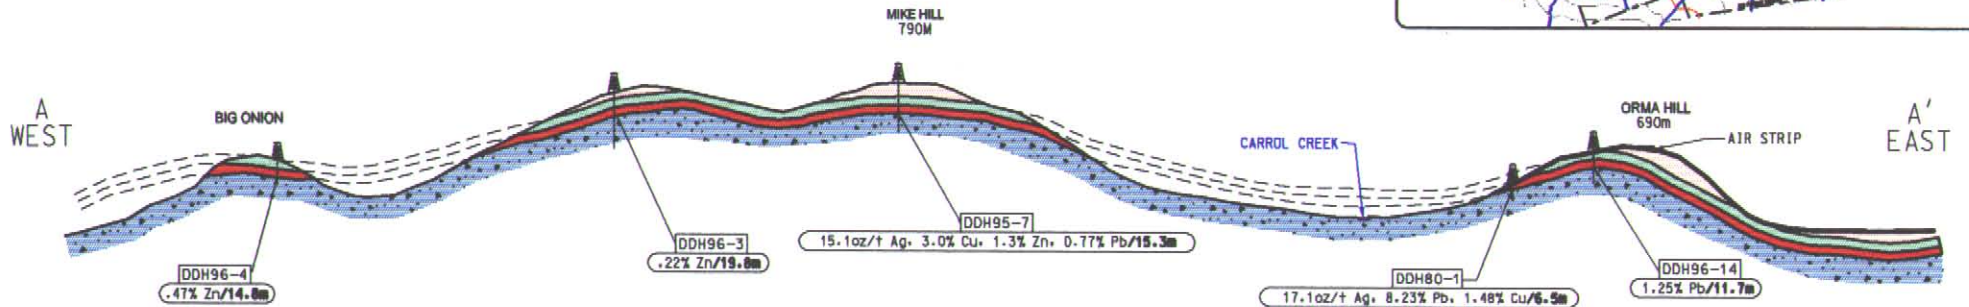 MIKE HILL
790M
A
WEST
BIG ONION
CARROL CREEK
ORMA HILL
690m
AIR STRIP
A'
EAST
DDH96-4
.47% Zn/14.8m
DDH96-3
.22% Zn/19.8m
DDH95-7
15.1oz/t Ag, 3.0% Cu, 1.3% Zn, 0.77% Pb/15.3m
DDH80-1
17.1oz/t Ag, 8.23% Pb, 1.48% Cu/6.5m
DDH96-14
1.25% Pb/11.7m